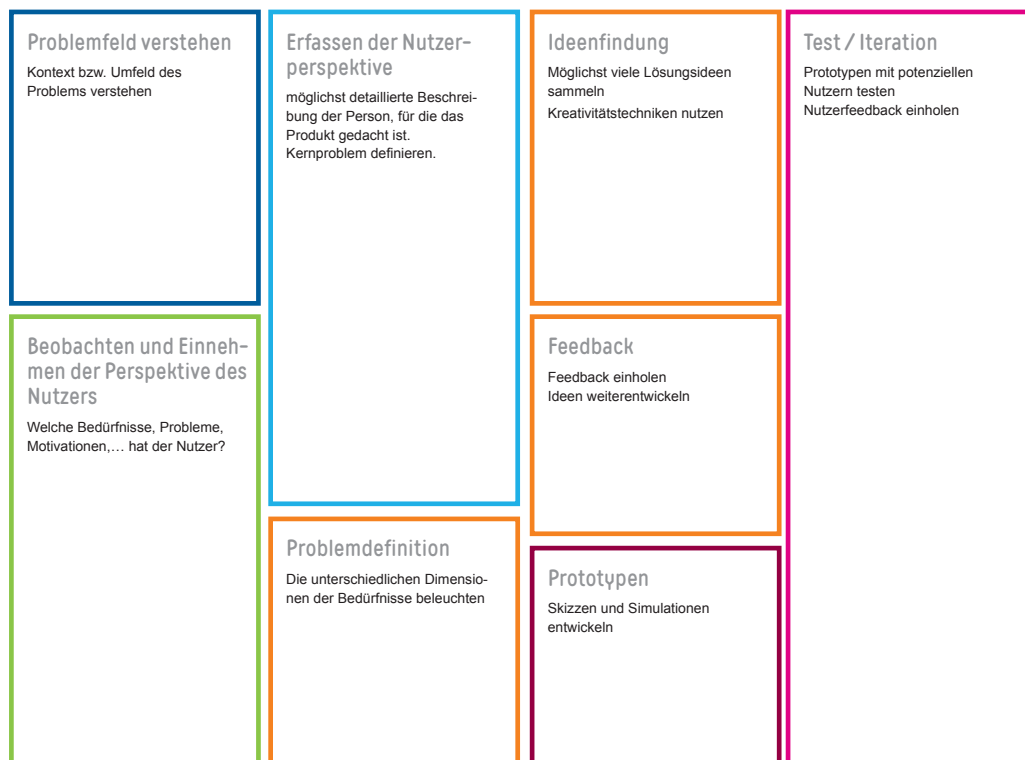 Problemfeld verstehen
Kontext bzw. Umfeld des
Problems verstehen
Beobachten und Einneh-
men der Perspektive des
Nutzers
Welche Bedürfnisse, Probleme,
Motivationen,… hat der Nutzer?
Erfassen der Nutzer-
perspektive
möglichst detaillierte Beschrei-
bung der Person, für die das
Produkt gedacht ist.
Kernproblem definieren.
Problemdefinition
Die unterschiedlichen Dimensio-
nen der Bedürfnisse beleuchten
Ideenfindung
Möglichst viele Lösungsideen
sammeln
Kreativitätstechniken nutzen
Feedback
Feedback einholen
Ideen weiterentwickeln
Prototypen
Skizzen und Simulationen
entwickeln
Test / Iteration
Prototypen mit potenziellen
Nutzern testen
Nutzerfeedback einholen